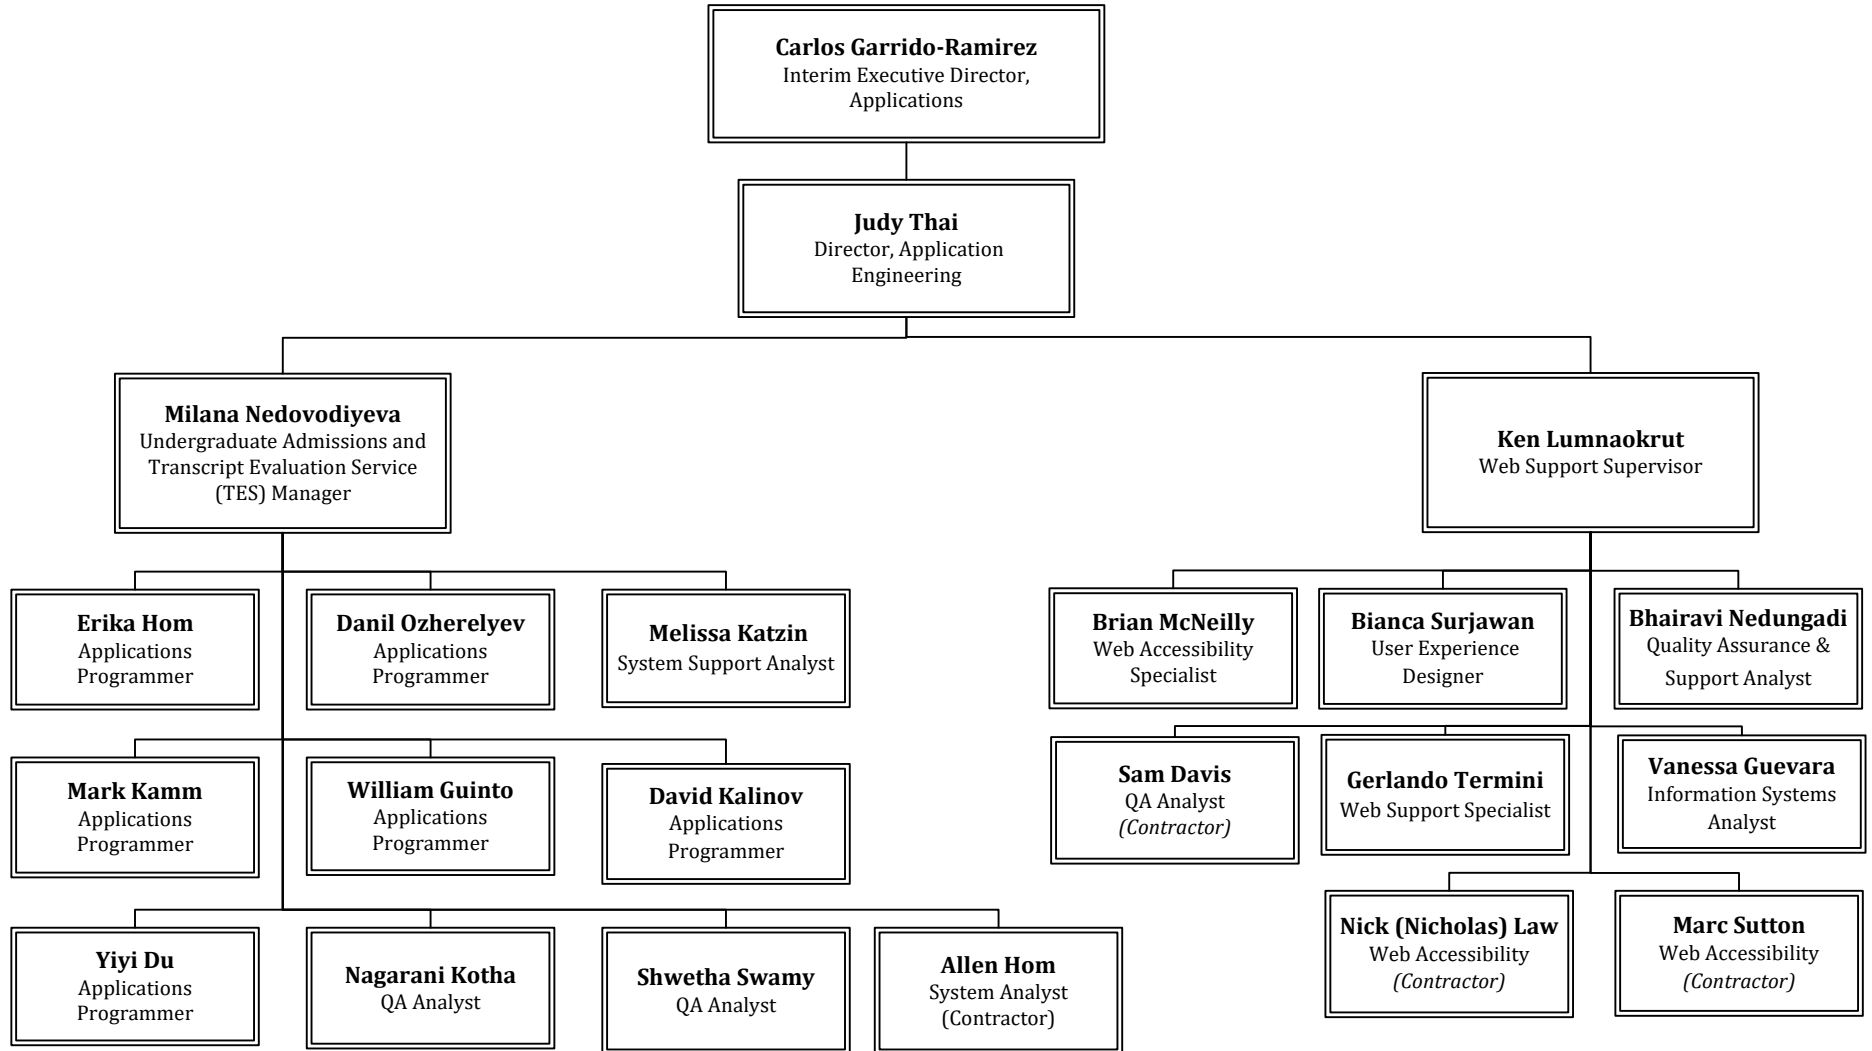 Carlos Garrido-Ramirez
Interim Executive Director,
Applications
Judy Thai
Director, Application
Engineering
Milana Nedovodiyeva
Undergraduate Admissions and
Transcript Evaluation Service
(TES) Manager
Ken Lumnaokrut
Web Support Supervisor
Erika Hom
Applications
Programmer
Danil Ozherelyev
Applications
Programmer
Melissa Katzin
System Support Analyst
Brian McNeilly
Web Accessibility
Specialist
Bianca Surjawan
User Experience
Designer
Bhairavi Nedungadi
Quality Assurance &
Support Analyst
Mark Kamm
Applications
Programmer
William Guinto
Applications
Programmer
David Kalinov
Applications
Programmer
Sam Davis
QA Analyst
(Contractor)
Gerlando Termini
Web Support Specialist
Vanessa Guevara
Information Systems
Analyst
Yiyi Du
Applications
Programmer
Nagarani Kotha
QA Analyst
Shwetha Swamy
QA Analyst
Allen Hom
System Analyst
(Contractor)
Nick (Nicholas) Law
Web Accessibility
(Contractor)
Marc Sutton
Web Accessibility
(Contractor)